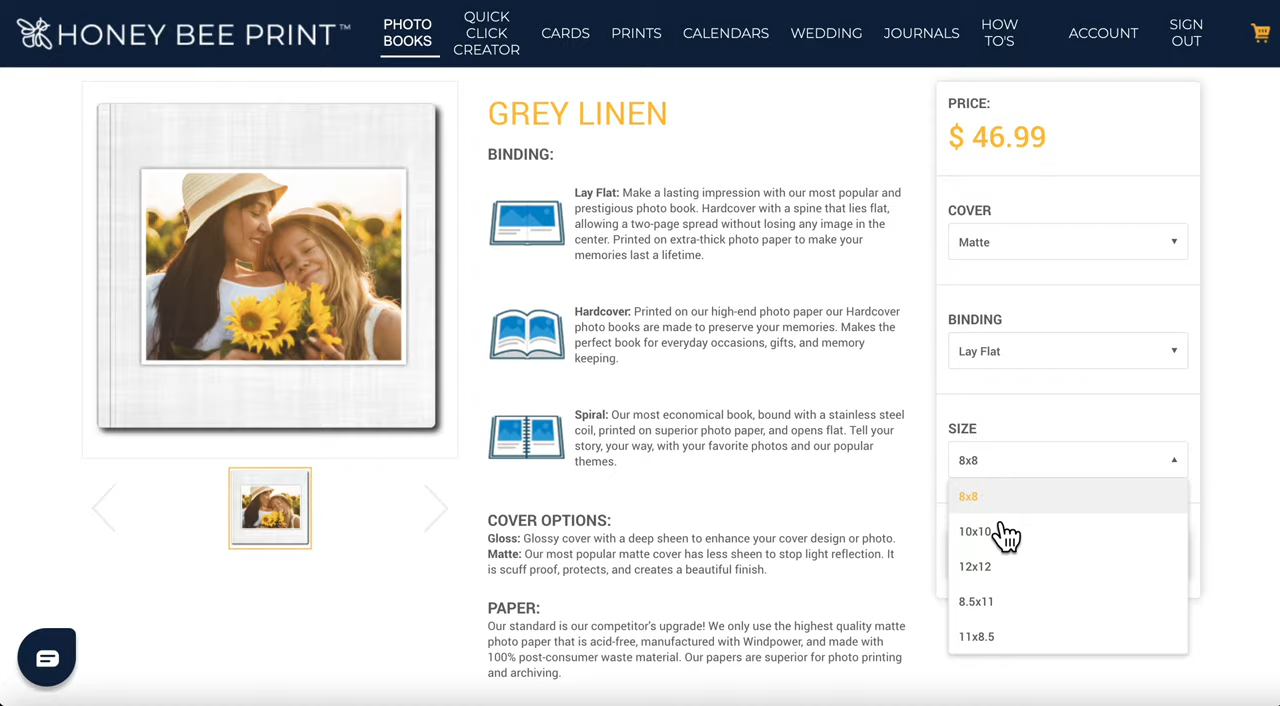 HONEY BEE PRINT™
PHOTO
BOOKS
QUICK
CLICK
CREATOR
CARDS
PRINTS
CALENDARS
WEDDING
JOURNALS
HOW
TO'S
ACCOUNT
SIGN
OUT
GREY LINEN
BINDING:
Lay Flat: Make a lasting impression with our most popular and
prestigious photo book. Hardcover with a spine that lies flat,
allowing a two-page spread without losing any image in the
center. Printed on extra-thick photo paper to make your
memories last a lifetime.
Hardcover: Printed on our high-end photo paper our Hardcover
photo books are made to preserve your memories. Makes the
perfect book for everyday occasions, gifts, and memory
keeping.
Spiral: Our most economical book, bound with a stainless steel
coil, printed on superior photo paper, and opens flat. Tell your
story, your way, with your favorite photos and our popular
themes.
COVER OPTIONS:
Gloss: Glossy cover with a deep sheen to enhance your cover design or photo.
Matte: Our most popular matte cover has less sheen to stop light reflection. It
is scuff proof, protects, and creates a beautiful finish.
PAPER:
Our standard is our competitor's upgrade! We only use the highest quality matte
photo paper that is acid-free, manufactured with Windpower, and made with
100% post-consumer waste material. Our papers are superior for photo printing
and archiving.
PRICE:
$ 46.99
COVER
Matte
BINDING
Lay Flat
SIZE
8x8
8x8
10x10
12x12
8.5x11
11x8.5